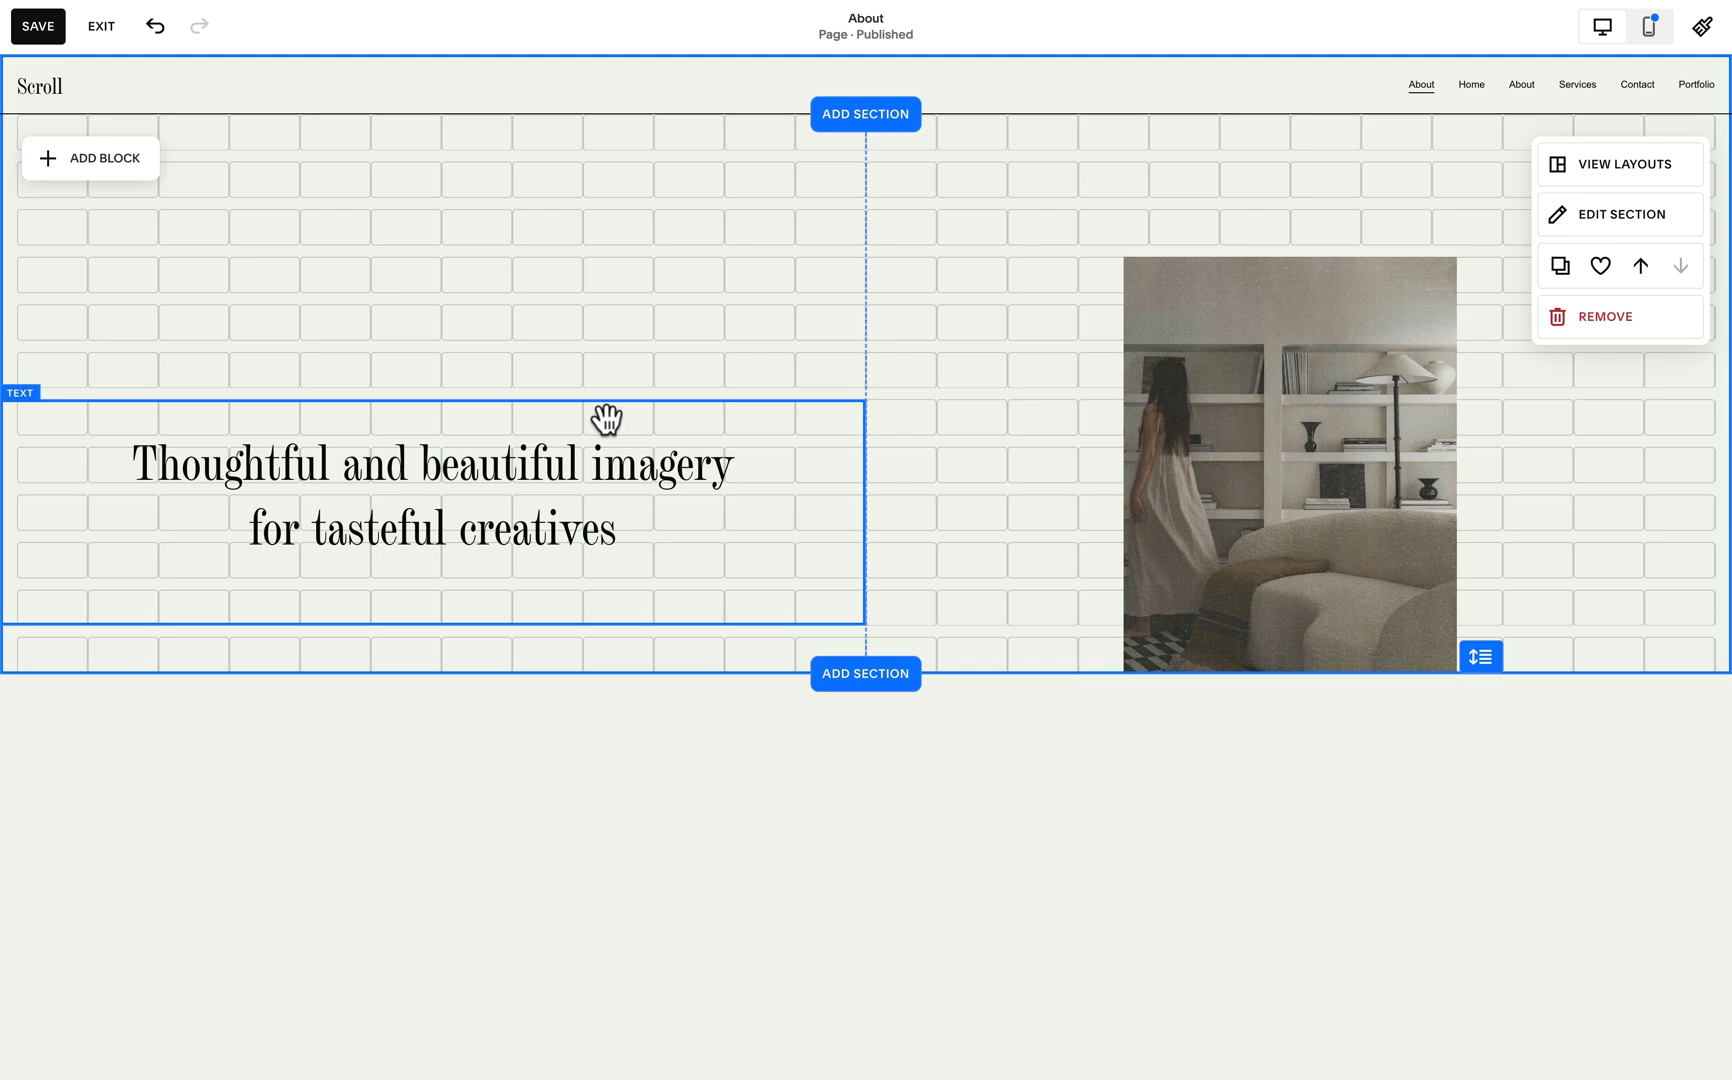 SAVE
EXIT
About
Page · Published
Scroll
About
Home
About
Services
Contact
Portfolio
ADD SECTION
ADD BLOCK
VIEW LAYOUTS
EDIT SECTION
REMOVE
TEXT
Thoughtful and beautiful imagery
for tasteful creatives
ADD SECTION